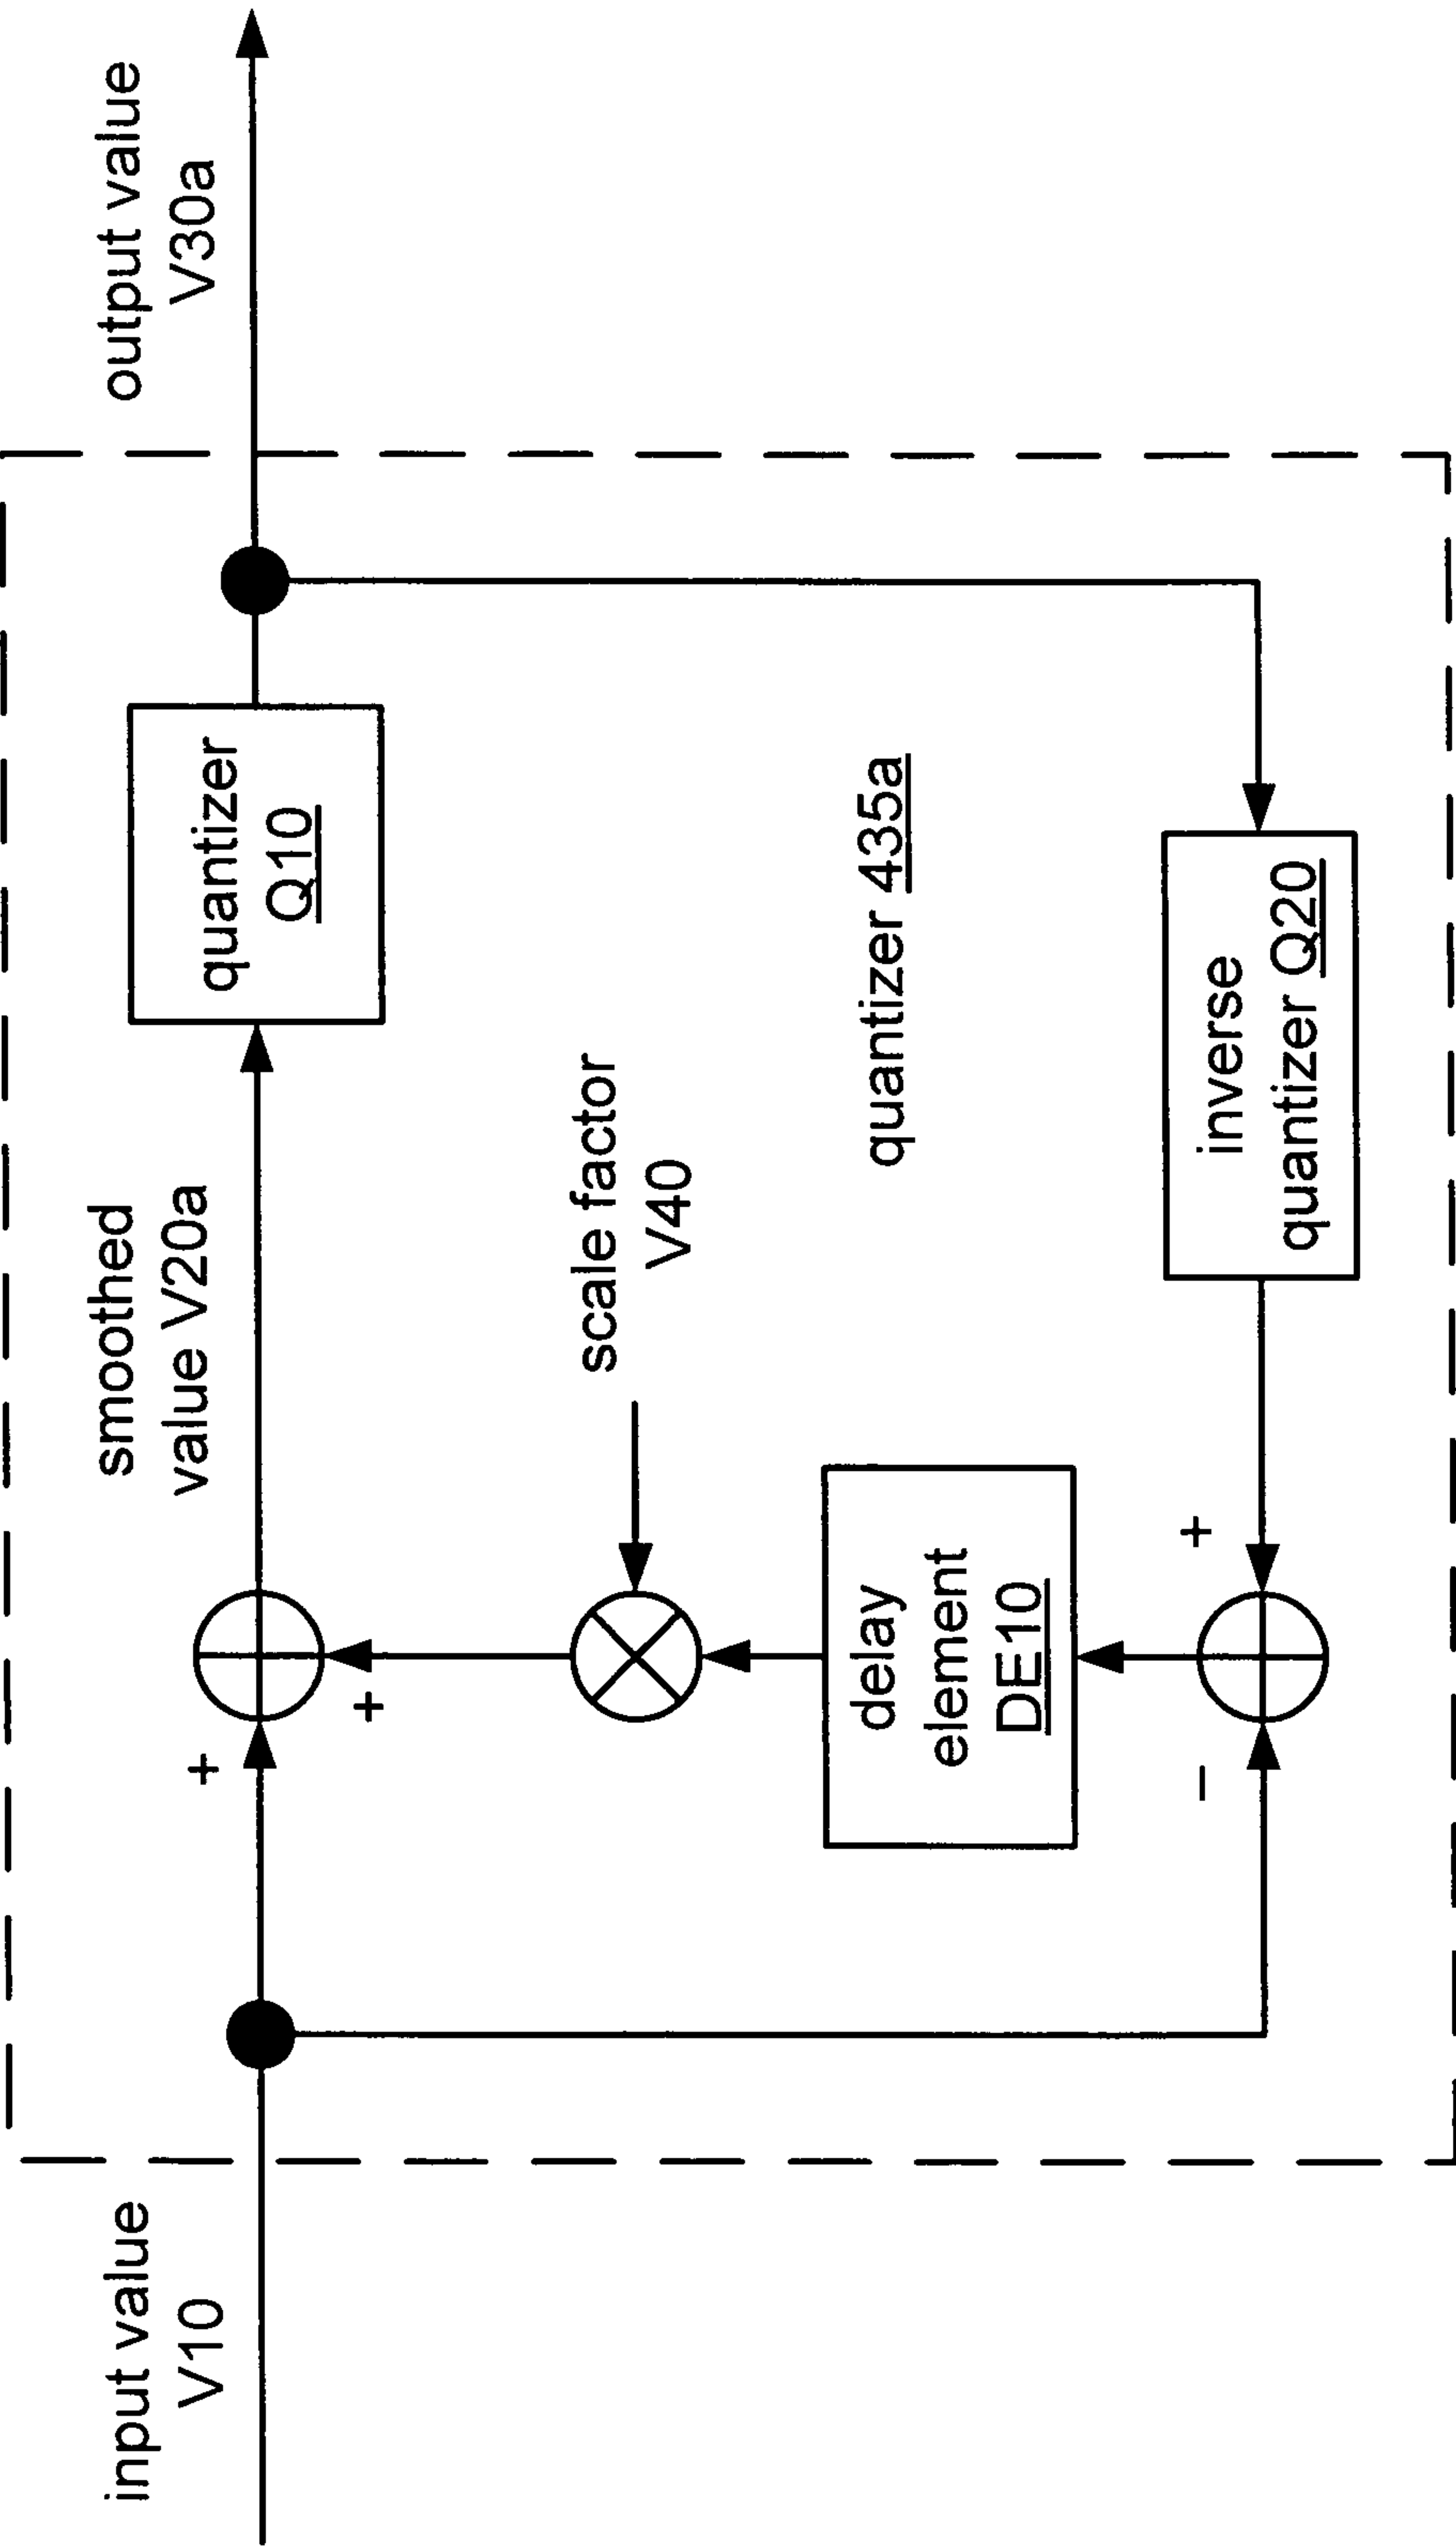 input value
V10
smoothed
value V20a
quantizer
Q10
output value
V30a
scale factor
V40
quantizer 435a
delay
element
DE10
inverse
quantizer Q20
+
+
+
–